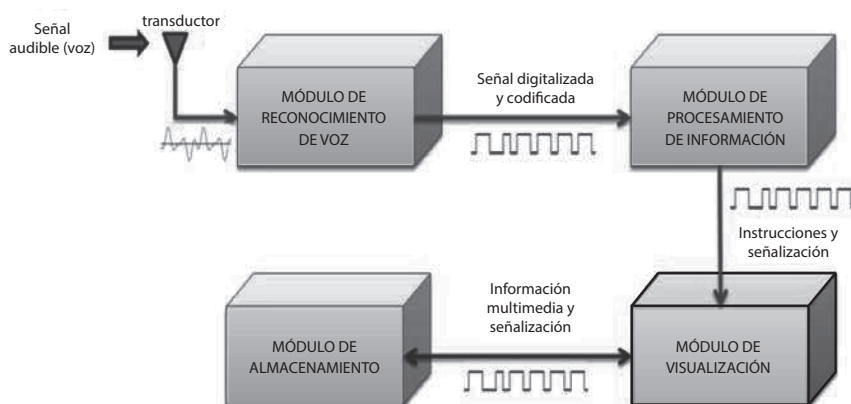 Señal
audible (voz)
transductor
MÓDULO DE
RECONOCIMIENTO
DE VOZ
Señal digitalizada
y codificada
MÓDULO DE
PROCESAMIENTO
DE INFORMACIÓN
Instrucciones y
señalización
MÓDULO DE
ALMACENAMIENTO
Información
multimedia y
señalización
MÓDULO DE
VISUALIZACIÓN